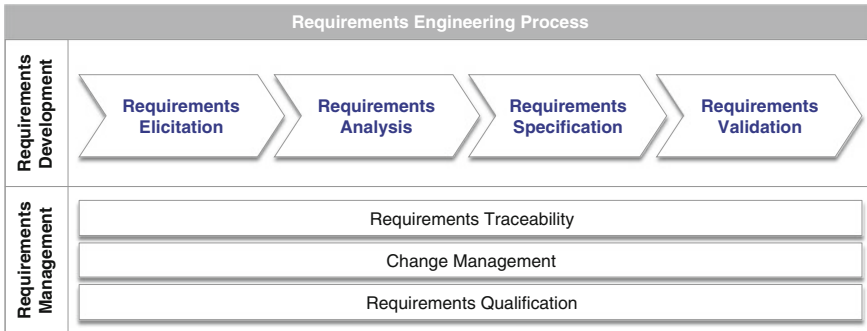 Requirements Engineering Process
Requirements
Development
Requirements
Elicitation
Requirements
Analysis
Requirements
Specification
Requirements
Validation
Requirements
Management
Requirements Traceability
Change Management
Requirements Qualification